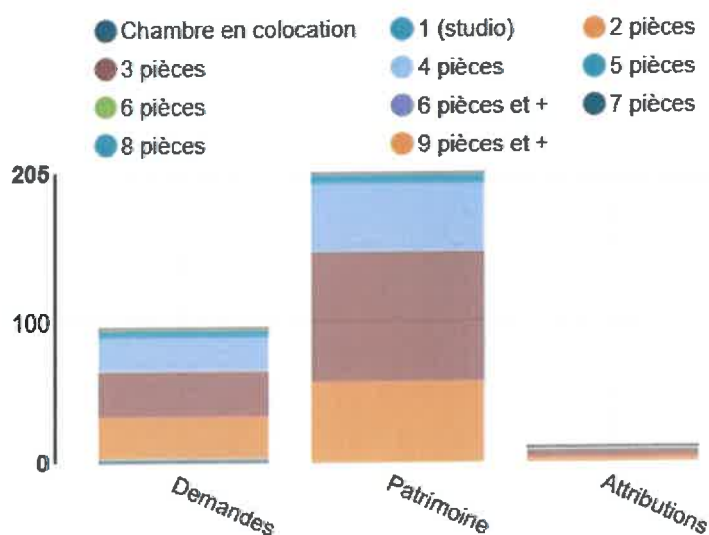 Chambre en colocation 1 (studio) 2 pièces
3 pièces 4 pièces 5 pièces
6 pièces 6 pièces et + 7 pièces
8 pièces 9 pièces et +
205
100
0
Demandes Patrimoine Attributions